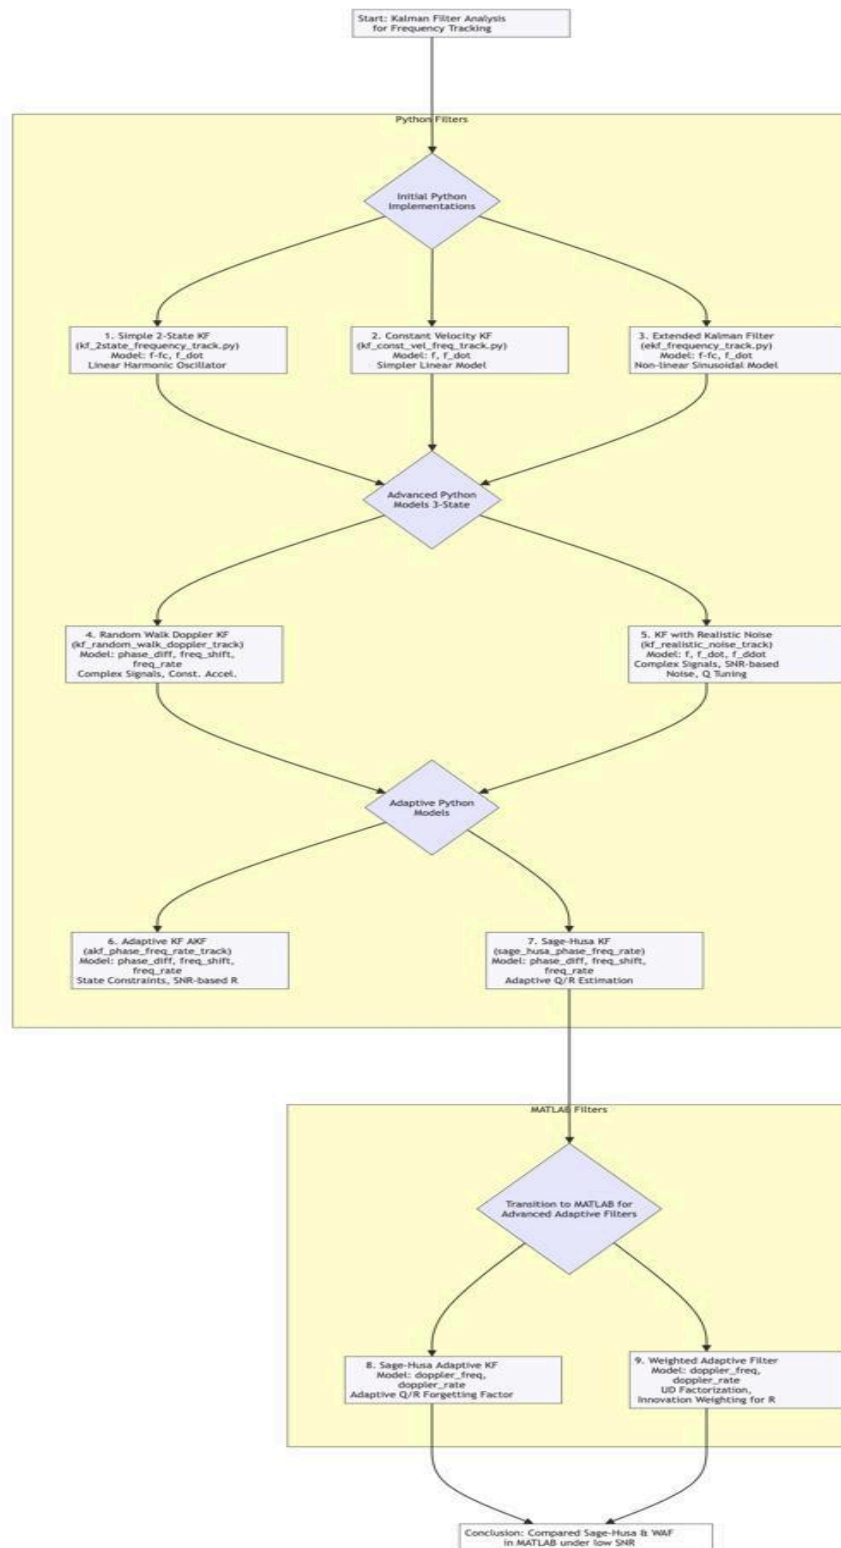 Start: Kalman Filter Analysis
for Frequency Tracking
Python Filters
Initial Python
Implementations
1. Simple 2-State KF
(kf_2state_frequency_track.py)
Model: f-fc, f_dot
Linear Harmonic Oscillator
2. Constant Velocity KF
(kf_const_vel_freq_track.py)
Model: f, f_dot
Simpler Linear Model
3. Extended Kalman Filter
(ekf_frequency_track.py)
Model: f-fc, f_dot
Non-linear Sinusoidal Model
Advanced Python
Models 3-State
4. Random Walk Doppler KF
(kf_random_walk_doppler_track)
Model: phase_diff, freq_shift,
freq_rate
Complex Signals, Const. Accel.
5. KF with Realistic Noise
(kf_realistic_noise_track)
Model: f, f_dot, f_ddot
Complex Signals, SNR-based
Noise, Q Tuning
Adaptive Python
Models
6. Adaptive KF AKF
(akf_phase_freq_rate_track)
Model: phase_diff, freq_shift,
freq_rate
State Constraints, SNR-based R
7. Sage-Husa KF
(sage_husa_phase_freq_rate)
Model: phase_diff, freq_shift,
freq_rate
Adaptive Q/R Estimation
MATLAB Filters
Transition to MATLAB for
Advanced Adaptive Filters
8. Sage-Husa Adaptive KF
Model: doppler_freq,
doppler_rate
Adaptive Q/R Forgetting Factor
9. Weighted Adaptive Filter
Model: doppler_freq,
doppler_rate
UD Factorization,
Innovation Weighting for R
Conclusion: Compared Sage-Husa & WAF
in MATLAB under low SNR